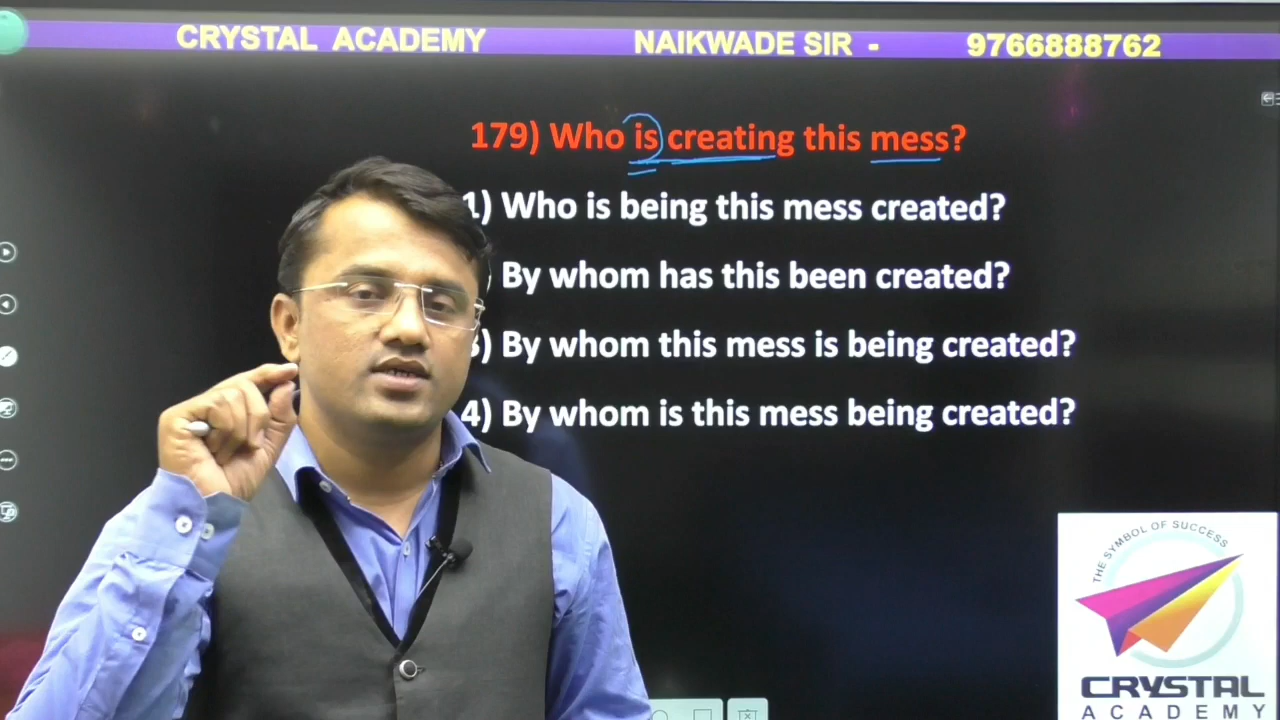 CRYSTAL ACADEMY NAIKWADE SIR - 9766888762
179) Who is creating this mess?
1) Who is being this mess created?
) By whom has this been created?
3) By whom this mess is being created?
4) By whom is this mess being created?
THE SYMBOL OF SUCCESS
CRYSTAL
ACADEMY